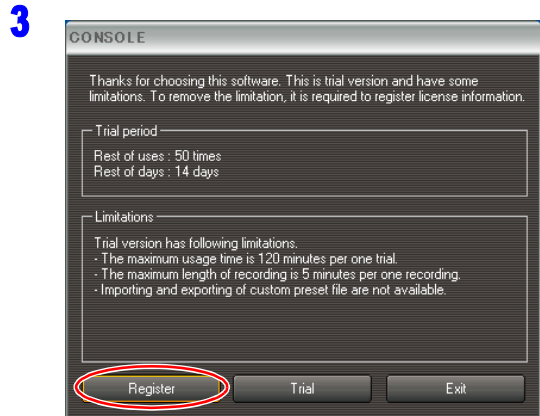 3
CONSOLE
Thanks for choosing this software. This is trial version and have some
limitations. To remove the limitation, it is required to register license information.
Trial period
Rest of uses : 50 times
Rest of days : 14 days
Limitations
Trial version has following limitations.
- The maximum usage time is 120 minutes per one trial.
- The maximum length of recording is 5 minutes per one recording.
- Importing and exporting of custom preset file are not available.
Register Trial Exit